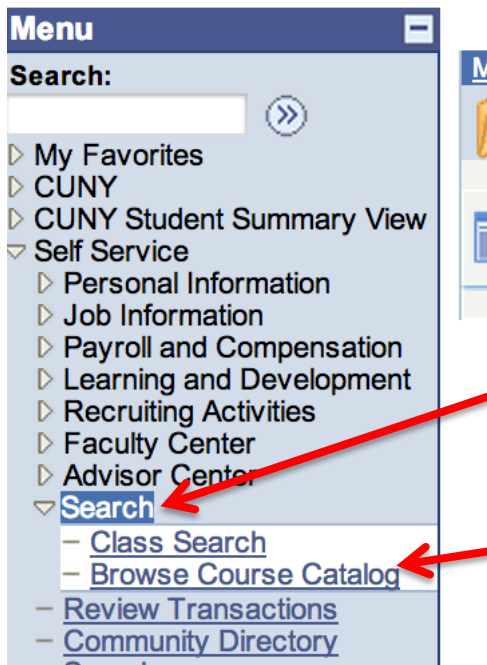 Menu
Search:
My Favorites
CUNY
CUNY Student Summary View
Self Service
Personal Information
Job Information
Payroll and Compensation
Learning and Development
Recruiting Activities
Faculty Center
Advisor Center
Search
Class Search
Browse Course Catalog
Review Transactions
Community Directory